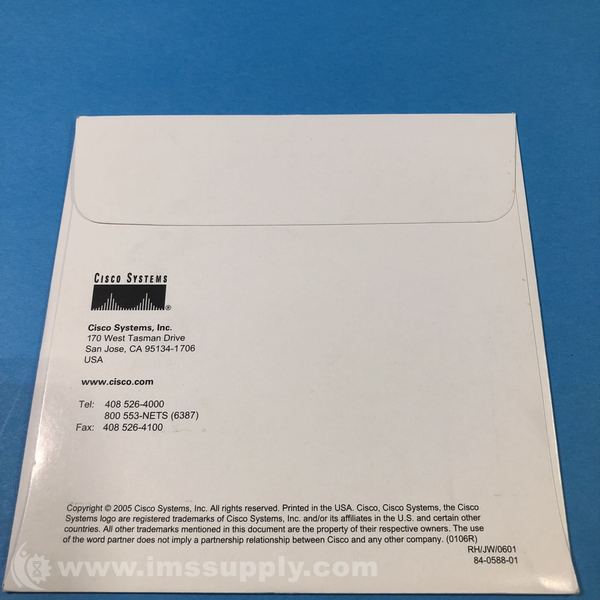 CISCO SYSTEMS
®
Cisco Systems, Inc.
170 West Tasman Drive
San Jose, CA 95134-1706
USA
www.cisco.com
Tel: 408 526-4000
800 553-NETS (6387)
Fax: 408 526-4100
Copyright © 2005 Cisco Systems, Inc. All rights reserved. Printed in the USA. Cisco, Cisco Systems, the Cisco
Systems logo are registered trademarks of Cisco Systems, Inc. and/or its affiliates in the U.S. and certain other
countries. All other trademarks mentioned in this document are the property of their respective owners. The use
of the word partner does not imply a partnership relationship between Cisco and any other company. (0106R)
RH/JW/0601
84-0588-01
www.imssupply.com